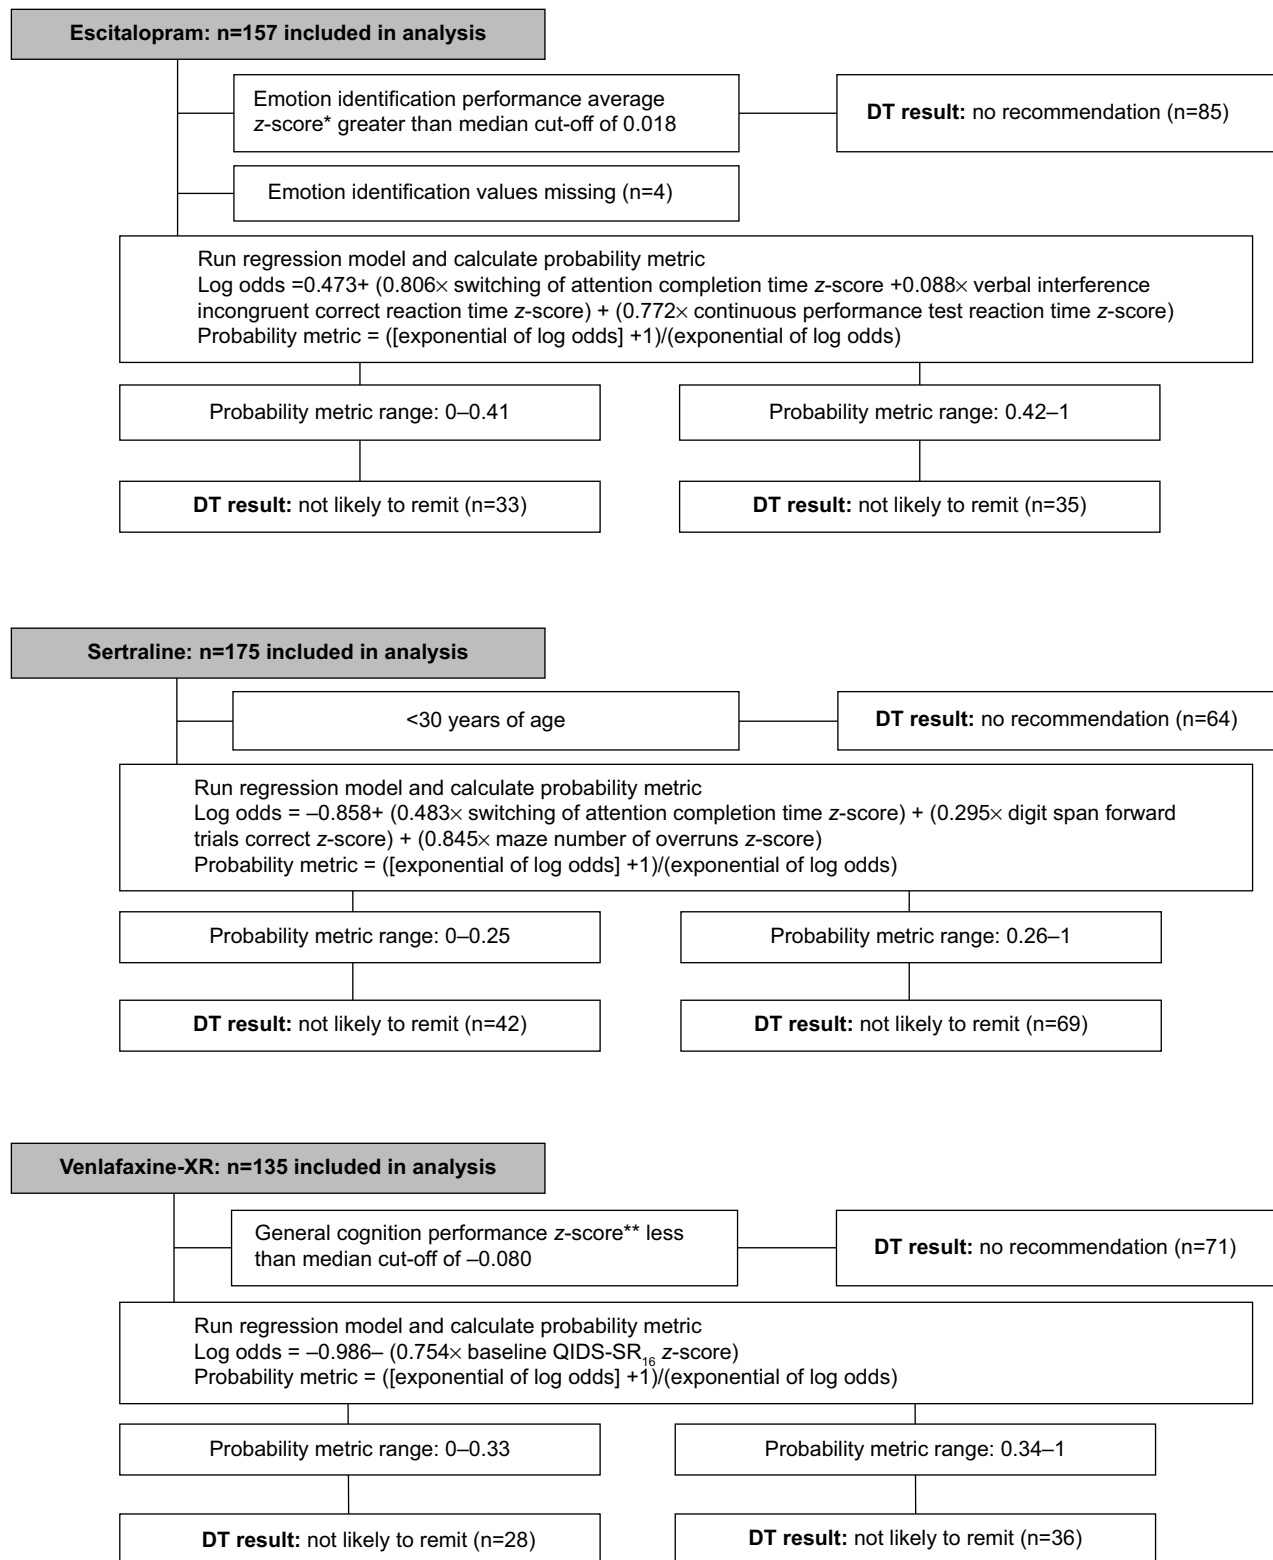 Escitalopram: n=157 included in analysis
Emotion identification performance average
z-score* greater than median cut-off of 0.018
DT result: no recommendation (n=85)
Emotion identification values missing (n=4)
Run regression model and calculate probability metric
Log odds =0.473+ (0.806× switching of attention completion time z-score +0.088× verbal interference
incongruent correct reaction time z-score) + (0.772× continuous performance test reaction time z-score)
Probability metric = ([exponential of log odds] +1)/(exponential of log odds)
Probability metric range: 0–0.41
Probability metric range: 0.42–1
DT result: not likely to remit (n=33)
DT result: not likely to remit (n=35)
Sertraline: n=175 included in analysis
<30 years of age
DT result: no recommendation (n=64)
Run regression model and calculate probability metric
Log odds = –0.858+ (0.483× switching of attention completion time z-score) + (0.295× digit span forward
trials correct z-score) + (0.845× maze number of overruns z-score)
Probability metric = ([exponential of log odds] +1)/(exponential of log odds)
Probability metric range: 0–0.25
Probability metric range: 0.26–1
DT result: not likely to remit (n=42)
DT result: not likely to remit (n=69)
Venlafaxine-XR: n=135 included in analysis
General cognition performance z-score** less
than median cut-off of –0.080
DT result: no recommendation (n=71)
Run regression model and calculate probability metric
Log odds = –0.986– (0.754× baseline QIDS-SR16 z-score)
Probability metric = ([exponential of log odds] +1)/(exponential of log odds)
Probability metric range: 0–0.33
Probability metric range: 0.34–1
DT result: not likely to remit (n=28)
DT result: not likely to remit (n=36)